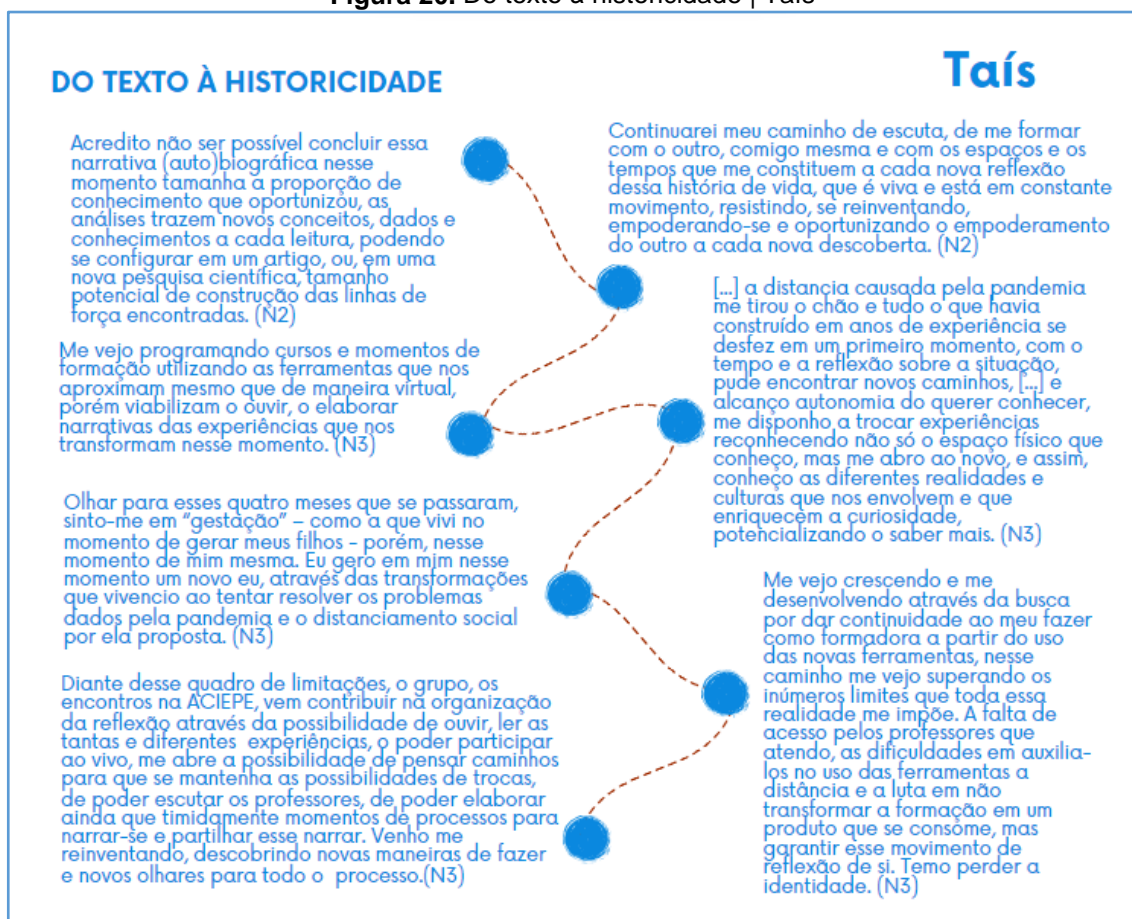 Figura 20. Do texto à historicidade | Taís
DO TEXTO À HISTORICIDADE
Taís
Acredito não ser possível concluir essa
narrativa (auto)biográfica nesse
momento tamanha a proporção de
conhecimento que oportunizou, as
análises trazem novos conceitos, dados e
conhecimentos a cada leitura, podendo
se configurar em um artigo, ou, em uma
nova pesquisa científica, tamanho
potencial de construção das linhas de
força encontradas. (N2)
Continuarei meu caminho de escuta, de me formar
com o outro, comigo mesma e com os espaços e os
tempos que me constituem a cada nova reflexão
dessa história de vida, que é viva e está em constante
movimento, resistindo, se reinventando,
empoderando-se e oportunizando o empoderamento
do outro a cada nova descoberta. (N2)
Me vejo programando cursos e momentos de
formação utilizando as ferramentas que nos
aproximam mesmo que de maneira virtual,
porém viabilizam o ouvir, o elaborar
narrativas das experiências que nos
transformam nesse momento. (N3)
[...] a distância causada pela pandemia
me tirou o chão e tudo o que havia
construído em anos de experiência se
desfez em um primeiro momento, com o
tempo e a reflexão sobre a situação,
pude encontrar novos caminhos, [...] e
alcanço autonomia do querer conhecer,
me disponho a trocar experiências
reconhecendo não só o espaço físico que
conheço, mas me abro ao novo, e assim,
conheço as diferentes realidades e
culturas que nos envolvem e que
enriquecem a curiosidade,
potencializando o saber mais. (N3)
Olhar para esses quatro meses que se passaram,
sinto-me em “gestação” – como a que vivi no
momento de gerar meus filhos - porém, nesse
momento de mim mesma. Eu gero em mim nesse
momento um novo eu, através das transformações
que vivencio ao tentar resolver os problemas
dados pela pandemia e o distanciamento social
por ela proposta. (N3)
Me vejo crescendo e me
desenvolvendo através da busca
por dar continuidade ao meu fazer
como formadora a partir do uso
das novas ferramentas, nesse
caminho me vejo superando os
inúmeros limites que toda essa
realidade me impõe. A falta de
acesso pelos professores que
atendo, as dificuldades em auxilia-
los no uso das ferramentas a
distância e a luta em não
transformar a formação em um
produto que se consome, mas
garantir esse movimento de
reflexão de si. Temo perder a
identidade. (N3)
Diante desse quadro de limitações, o grupo, os
encontros na ACIEPE, vem contribuir na organização
da reflexão através da possibilidade de ouvir, ler as
tantas e diferentes experiências, o poder participar
ao vivo, me abre a possibilidade de pensar caminhos
para que se mantenha as possibilidades de trocas,
de poder escutar os professores, de poder elaborar
ainda que timidamente momentos de processos para
narrar-se e partilhar esse narrar. Venho me
reinventando, descobrindo novas maneiras de fazer
e novos olhares para todo o processo.(N3)